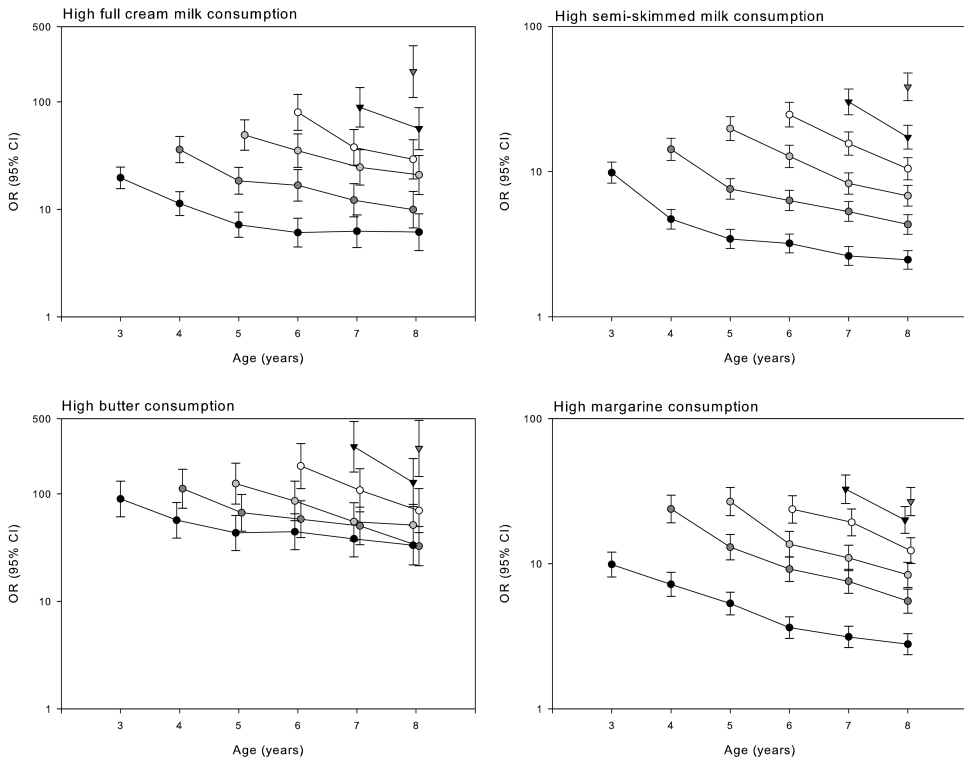 High full cream milk consumption
500
100
10
1
OR (95% CI)
3 4 5 6 7 8
Age (years)
High semi-skimmed milk consumption
100
10
1
OR (95% CI)
3 4 5 6 7 8
Age (years)
High butter consumption
500
100
10
1
OR (95% CI)
3 4 5 6 7 8
Age (years)
High margarine consumption
100
10
1
OR (95% CI)
3 4 5 6 7 8
Age (years)